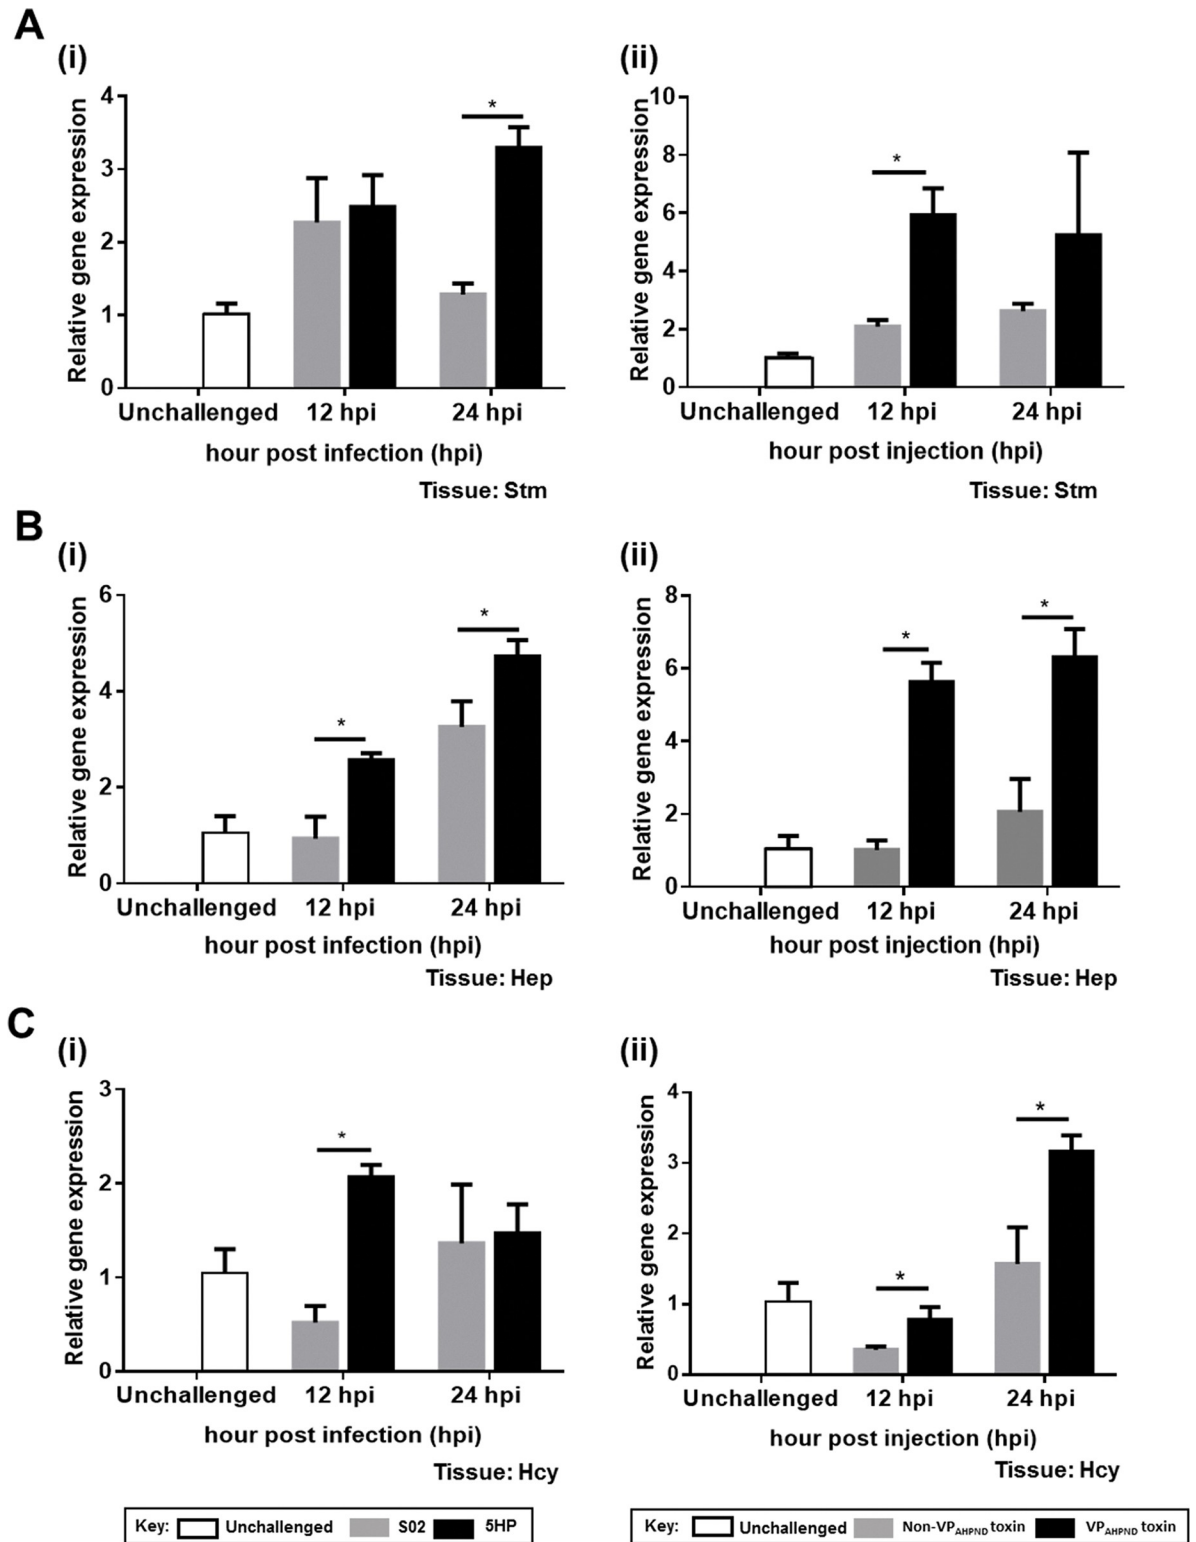 A
(i)
(ii)
Relative gene expression
4
3
2
1
0
*
Unchallenged 12 hpi 24 hpi
hour post infection (hpi)
Tissue: Stm
Relative gene expression
10
8
6
4
2
0
*
Unchallenged 12 hpi 24 hpi
hour post injection (hpi)
Tissue: Stm
B
(i)
(ii)
Relative gene expression
6
4
2
0
*
*
Unchallenged 12 hpi 24 hpi
hour post infection (hpi)
Tissue: Hep
Relative gene expression
8
6
4
2
0
*
*
Unchallenged 12 hpi 24 hpi
hour post injection (hpi)
Tissue: Hep
C
(i)
(ii)
Relative gene expression
3
2
1
0
*
Unchallenged 12 hpi 24 hpi
hour post infection (hpi)
Tissue: Hcy
Relative gene expression
4
3
2
1
0
*
*
Unchallenged 12 hpi 24 hpi
hour post injection (hpi)
Tissue: Hcy
Key: Unchallenged S02 5HP
Key: Unchallenged Non-VPAHPND toxin VPAHPND toxin